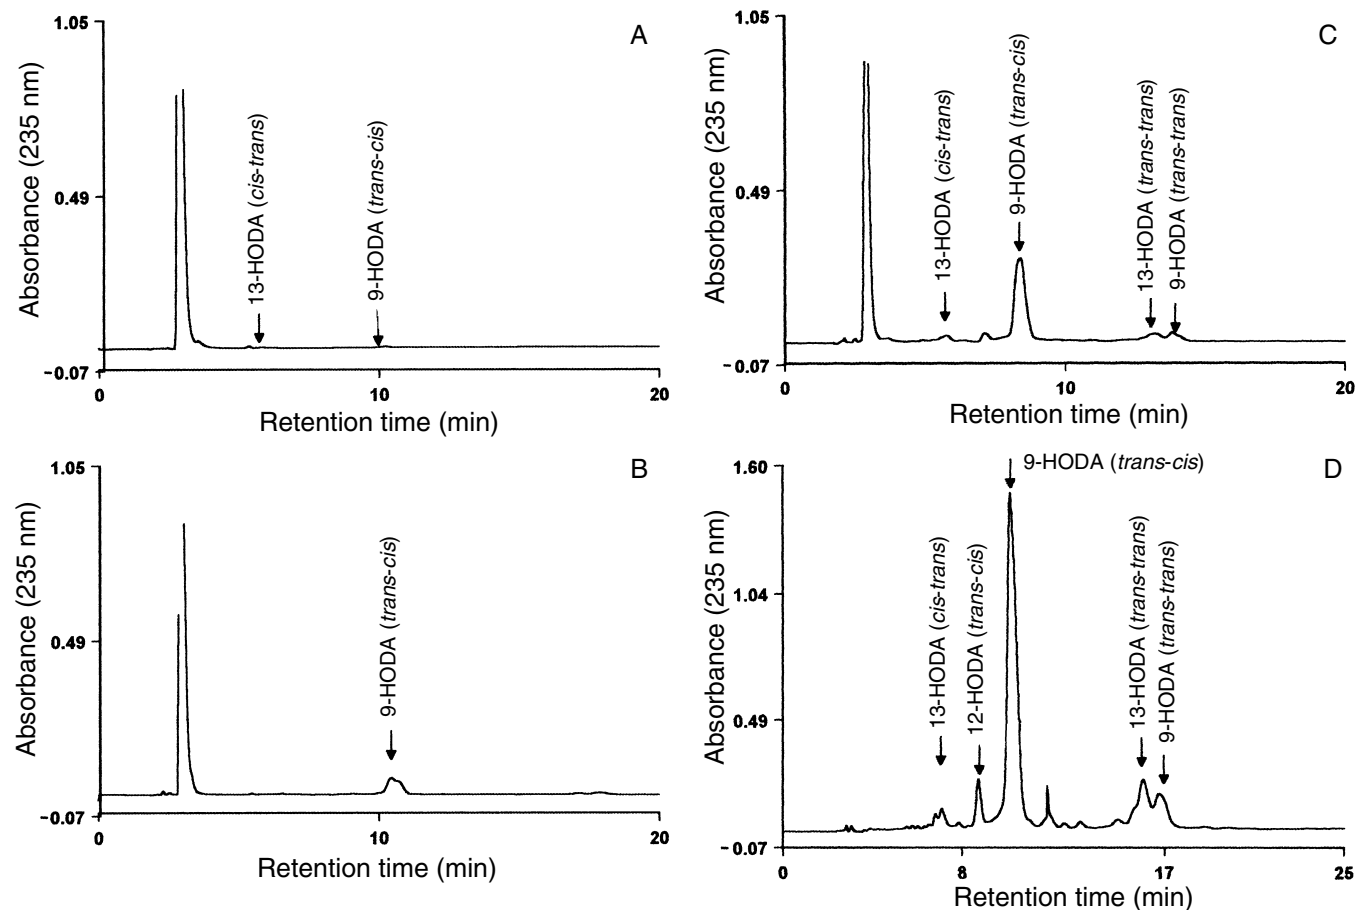 A
1.05
0.49
−0.07
Absorbance (235 nm)
13-HODA (cis-trans)
9-HODA (trans-cis)
0
10
20
Retention time (min)
B
1.05
0.49
−0.07
Absorbance (235 nm)
9-HODA (trans-cis)
0
10
20
Retention time (min)
C
1.05
0.49
−0.07
Absorbance (235 nm)
13-HODA (cis-trans)
9-HODA (trans-cis)
13-HODA (trans-trans)
9-HODA (trans-trans)
0
10
20
Retention time (min)
D
1.60
1.04
0.49
−0.07
Absorbance (235 nm)
13-HODA (cis-trans)
12-HODA (trans-cis)
9-HODA (trans-cis)
13-HODA (trans-trans)
9-HODA (trans-trans)
0
8
17
25
Retention time (min)